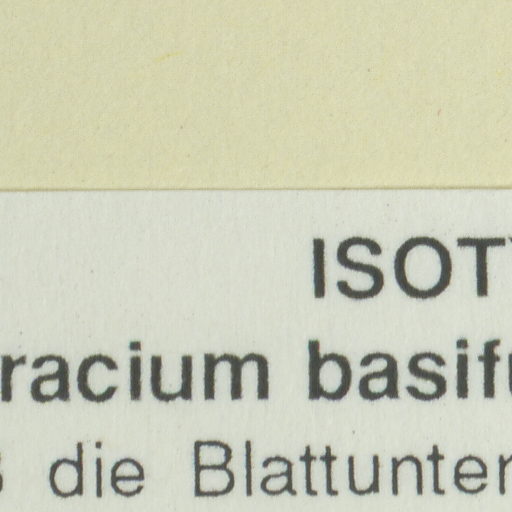 ISOT
racium basif
die Blattunter